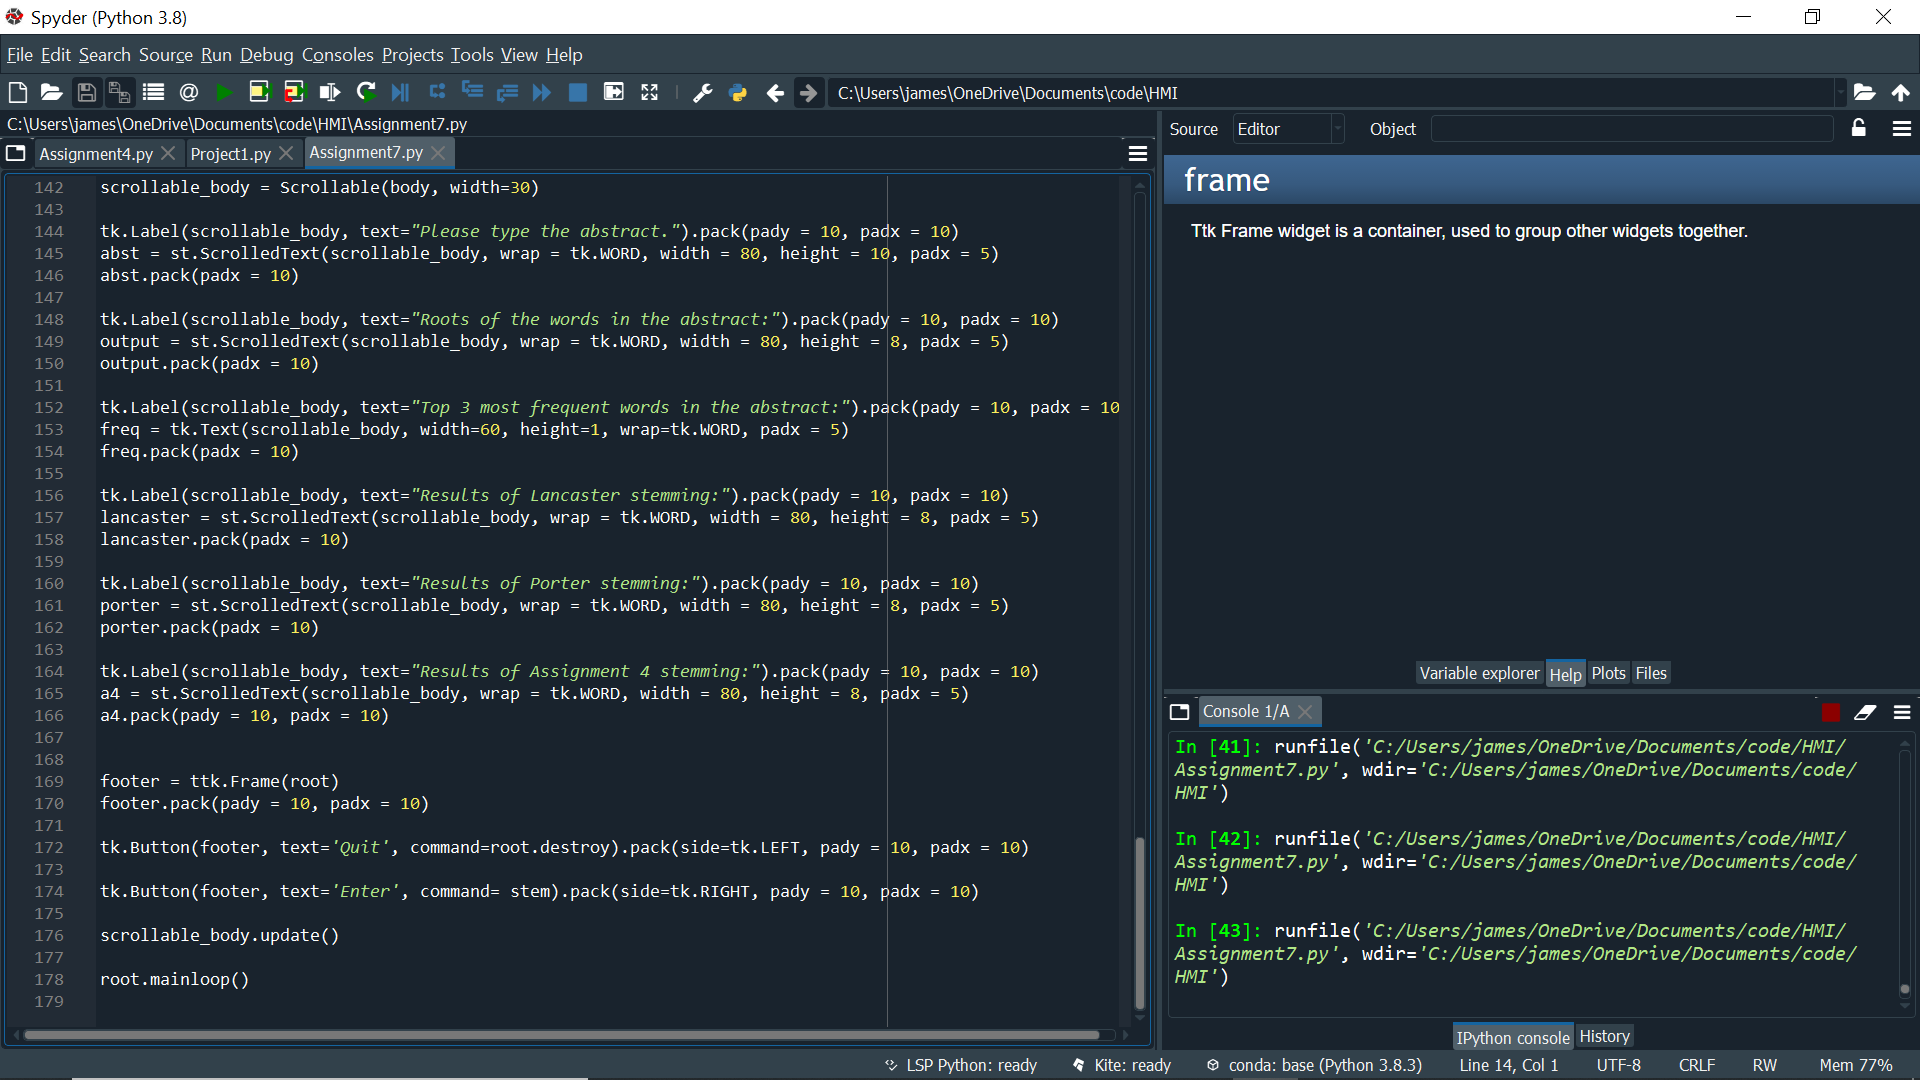 Spyder (Python 3.8)
File Edit Search Source Run Debug Consoles Projects Tools View Help
C:\Users\james\OneDrive\Documents\code\HMI
C:\Users\james\OneDrive\Documents\code\HMI\Assignment7.py
Assignment4.py Project1.py Assignment7.py
142 scrollable_body = Scrollable(body, width=30)
143
144 tk.Label(scrollable_body, text="Please type the abstract.").pack(pady = 10, padx = 10)
145 abst = st.ScrolledText(scrollable_body, wrap = tk.WORD, width = 80, height = 10, padx = 5)
146 abst.pack(padx = 10)
147
148 tk.Label(scrollable_body, text="Roots of the words in the abstract:").pack(pady = 10, padx = 10)
149 output = st.ScrolledText(scrollable_body, wrap = tk.WORD, width = 80, height = 8, padx = 5)
150 output.pack(padx = 10)
151
152 tk.Label(scrollable_body, text="Top 3 most frequent words in the abstract:").pack(pady = 10, padx = 10
153 freq = tk.Text(scrollable_body, width=60, height=1, wrap=tk.WORD, padx = 5)
154 freq.pack(padx = 10)
155
156 tk.Label(scrollable_body, text="Results of Lancaster stemming:").pack(pady = 10, padx = 10)
157 lancaster = st.ScrolledText(scrollable_body, wrap = tk.WORD, width = 80, height = 8, padx = 5)
158 lancaster.pack(padx = 10)
159
160 tk.Label(scrollable_body, text="Results of Porter stemming:").pack(pady = 10, padx = 10)
161 porter = st.ScrolledText(scrollable_body, wrap = tk.WORD, width = 80, height = 8, padx = 5)
162 porter.pack(padx = 10)
163
164 tk.Label(scrollable_body, text="Results of Assignment 4 stemming:").pack(pady = 10, padx = 10)
165 a4 = st.ScrolledText(scrollable_body, wrap = tk.WORD, width = 80, height = 8, padx = 5)
166 a4.pack(pady = 10, padx = 10)
167
168
169 footer = ttk.Frame(root)
170 footer.pack(pady = 10, padx = 10)
171
172 tk.Button(footer, text='Quit', command=root.destroy).pack(side=tk.LEFT, pady = 10, padx = 10)
173
174 tk.Button(footer, text='Enter', command= stem).pack(side=tk.RIGHT, pady = 10, padx = 10)
175
176 scrollable_body.update()
177
178 root.mainloop()
179
Source Editor Object
frame
Ttk Frame widget is a container, used to group other widgets together.
Variable explorer Help Plots Files
Console 1/A
In [41]: runfile('C:/Users/james/OneDrive/Documents/code/HMI/
Assignment7.py', wdir='C:/Users/james/OneDrive/Documents/code/
HMI')
In [42]: runfile('C:/Users/james/OneDrive/Documents/code/HMI/
Assignment7.py', wdir='C:/Users/james/OneDrive/Documents/code/
HMI')
In [43]: runfile('C:/Users/james/OneDrive/Documents/code/HMI/
Assignment7.py', wdir='C:/Users/james/OneDrive/Documents/code/
HMI')
IPython console History
LSP Python: ready Kite: ready conda: base (Python 3.8.3) Line 14, Col 1 UTF-8 CRLF RW Mem 77%